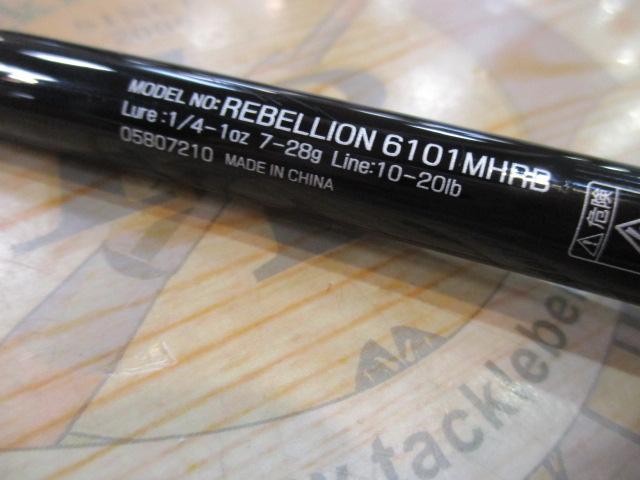 MODEL NO: REBELLION 6101MHRB
Lure :1/4-1oz 7-28g Line:10-20lb
05807210 MADE IN CHINA
危険
tackleber